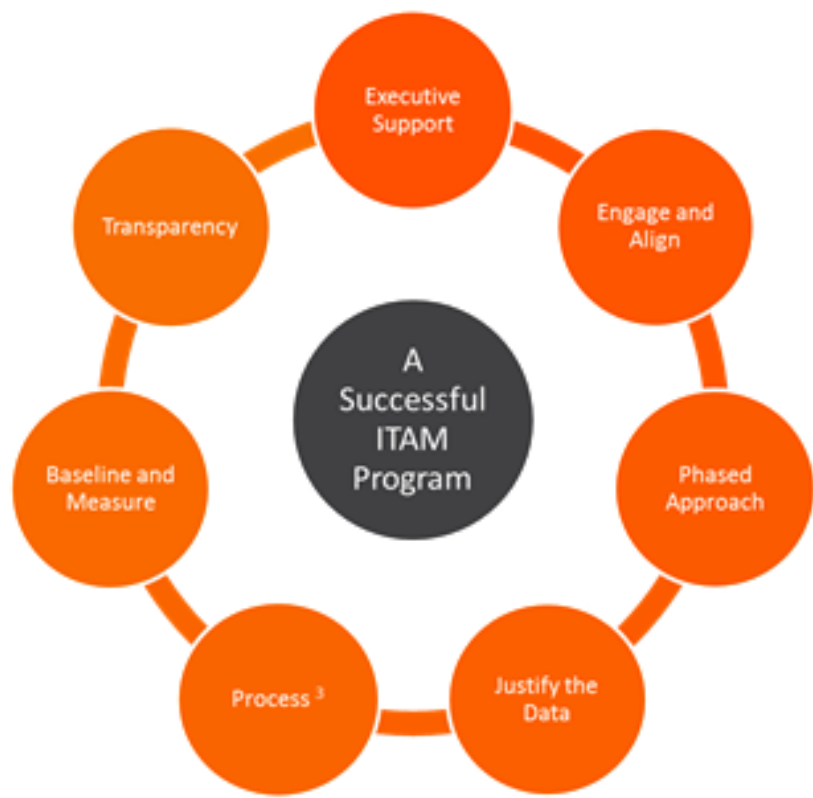 Executive
Support
Engage and
Align
Phased
Approach
Justify the
Data
Process ³
Baseline and
Measure
Transparency
A
Successful
ITAM
Program